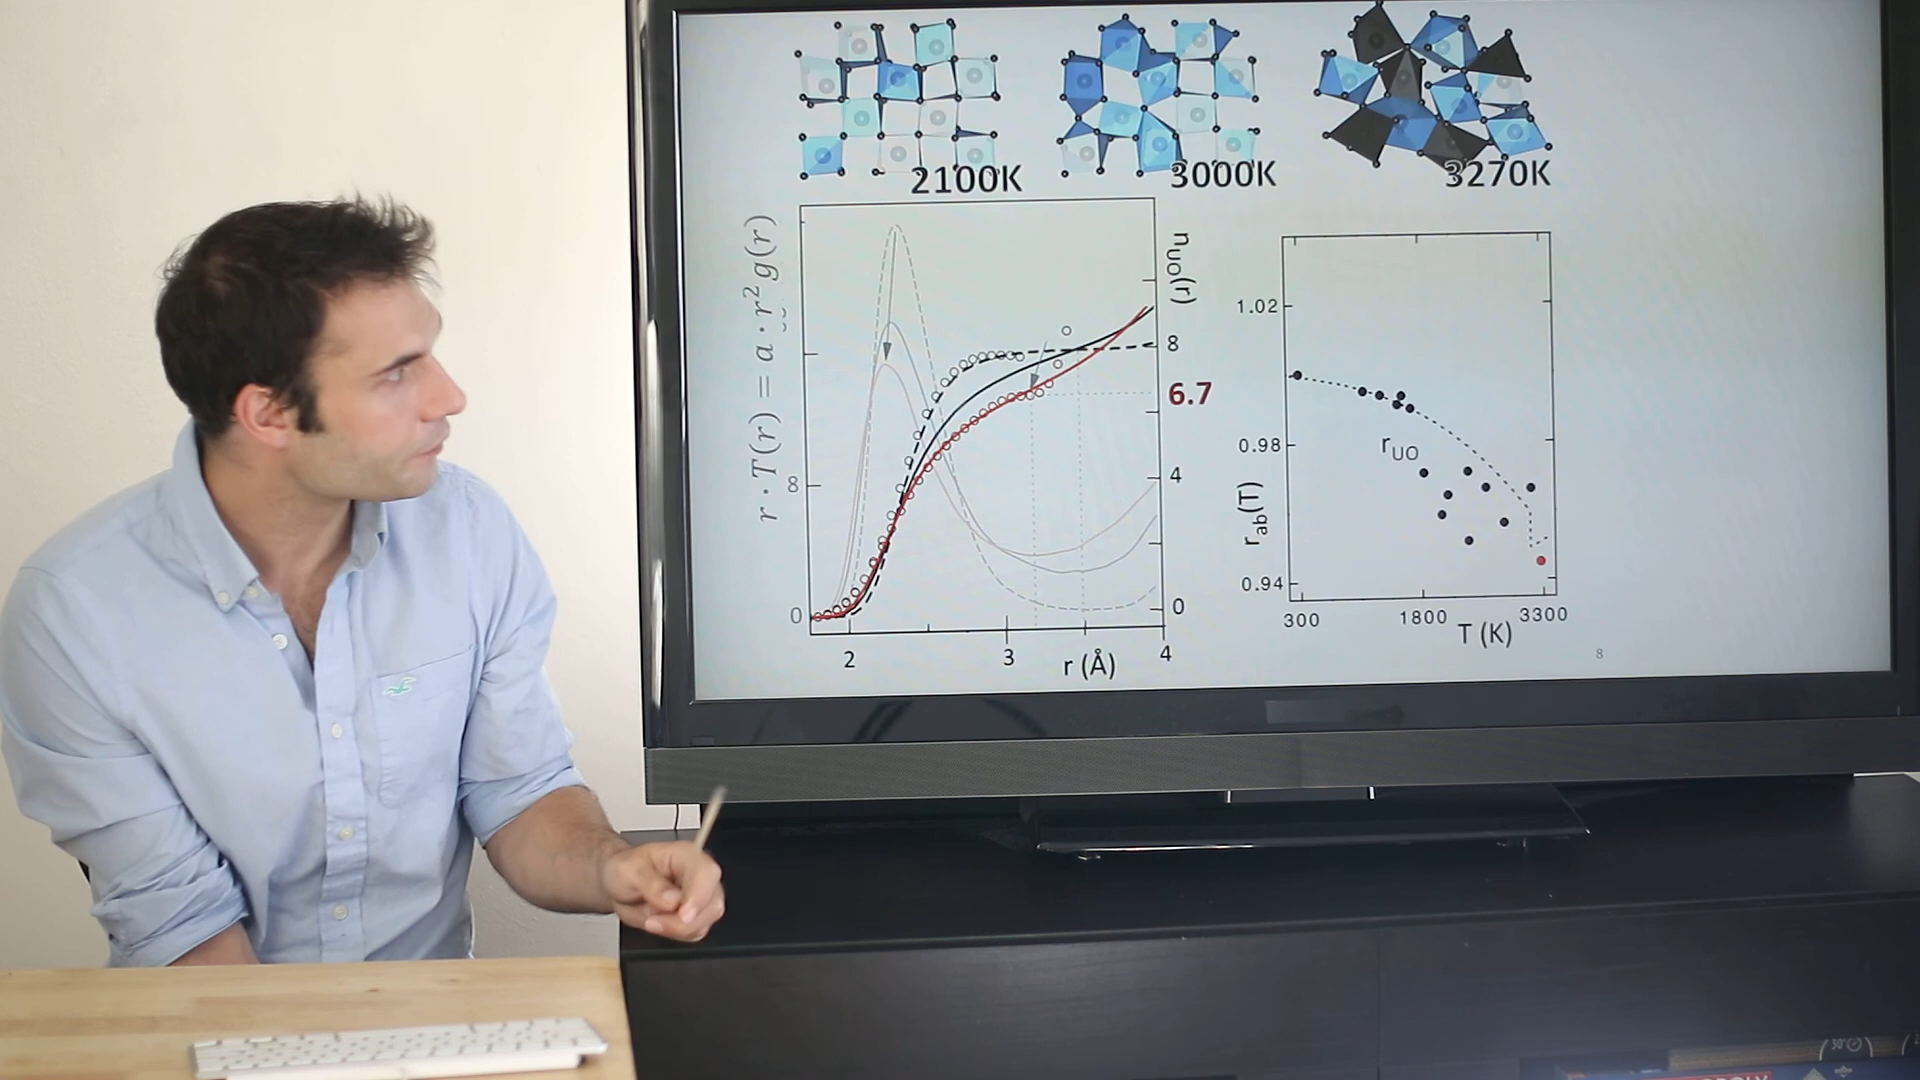 2100K
3000K
3270K
r · T(r) = a · r² g(r)
n_UO(r)
8
6.7
4
0
8
0
2
3
4
r (Å)
1.02
0.98
0.94
r_ab(T)
r_UO
300
1800
3300
T (K)
8